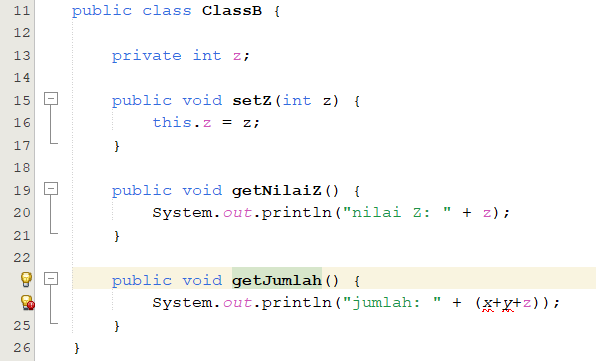 11 public class ClassB {
12
13     private int z;
14
15     public void setZ(int z) {
16         this.z = z;
17     }
18
19     public void getNilaiZ() {
20         System.out.println("nilai Z: " + z);
21     }
22
    public void getJumlah() {
        System.out.println("jumlah: " + (x+y+z));
25     }
26 }